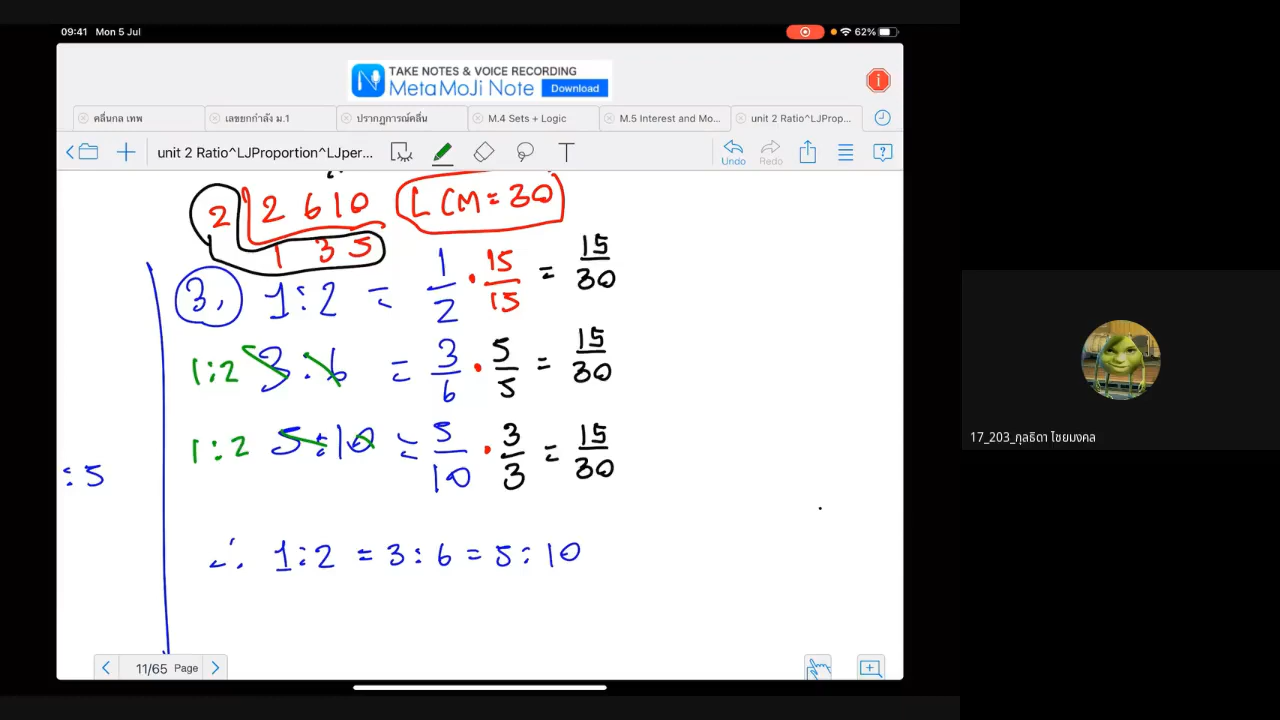 09:41 Mon 5 Jul
62%
TAKE NOTES & VOICE RECORDING
MetaMoJi Note Download
คลื่นกล เทพ
เลขยกกำลัง ม.1
ปรากฏการณ์คลื่น
M.4 Sets + Logic
M.5 Interest and Mo...
unit 2 Ratio^LJProp...
unit 2 Ratio^LJProportion^LJper...
T
Undo
Redo
2 2 6 10 LCM = 30
1 3 5
3, 1:2 = 1/2 · 15/15 = 15/30
1:2 3:6 = 3/6 · 5/5 = 15/30
1:2 5:10 = 5/10 · 3/3 = 15/30
: 5
∴ 1:2 = 3:6 = 5:10
11/65 Page
17_203_กุลธิดา ไชยมงคล